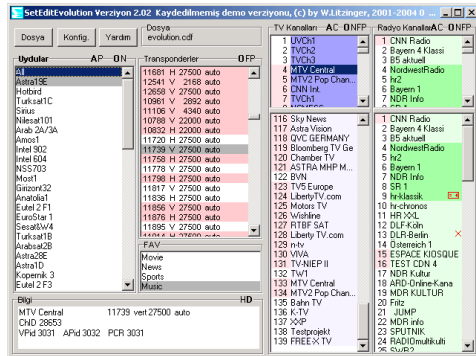 SetEditEvolution Verziyon 2.02 Kaydedilmemiş demo verziyonu, (c) by W.Litzinger, 2001-2004
Dosya
Konfig.
Yardım
Dosya
evolution.cdf
Uydular AP ON
All
Astra19E
Hotbird
Turksat1C
Sirius
Nilesat101
Arab 2A/3A
Amos1
Intel 902
Intel 604
NSS703
Most1
Girizont32
Anatolia1
Eutel 2 F1
EuroStar 1
Sesat&W4
Turksat1B
Arabsat2B
Astra28E
Astra1D
Kopernik 3
Eutel 2 F3
Transponderler OFP
11681 H 27500 auto
12541 V 2168 auto
12658 V 27500 auto
10961 V 2892 auto
11106 V 4340 auto
10788 V 22000 auto
10832 H 22000 auto
11720 H 27500 auto
11739 V 27500 auto
11758 H 27500 auto
11778 V 27500 auto
11798 H 27500 auto
11817 V 27500 auto
11836 H 27500 auto
11856 V 27500 auto
11876 H 27500 auto
11895 V 27500 auto
11914 H 27500 auto
FAV
Movie
News
Sports
Music
Bilgi HD
MTV Central 11739 vert 27500 auto
ChID 28653
VPid 3031 APid 3032 PCR 3031
TV Kanalları AC ONFP
1 UVCh1
2 TVCh2
3 TVCh3
4 MTV Central
5 MTV2 Pop Chan...
6 CNN Int.
7 TVCh1
116 Sky News
117 Astra Vision
118 QVC GERMANY
119 Bloomberg TV Ge
120 Chamber TV
121 ASTRA MHP M...
122 BVN
123 TV5 Europe
124 LibertyTV.com
125 Motors TV
126 Wishline
127 RTBF SAT
128 Liberty TV.com
129 n-tv
130 VIVA
131 TV-NIEP II
132 TW1
133 MTV Central
134 MTV2 Pop Chan...
135 Bahn TV
136 K-TV
137 XXP
138 Testprojekt
139 FREE-X TV
Radyo Kanalları AC ONFP
1 CNN Radio
2 Bayern 4 Klassi
3 B5 aktuell
4 NordwestRadio
5 hr2
6 Bayern 1
7 NDR Info
1 CNN Radio
2 Bayern 4 Klassi
3 B5 aktuell
4 NordwestRadio
5 hr2
6 Bayern 1
7 NDR Info
8 SR 1
9 hr-klassik
10 hr-chronos
11 HR XXL
12 DLF-Köln
13 DLR-Berlin
14 Österreich 1
15 ESPACE KIOSQUE
16 TEST CDN 4
17 NDR Kultur
18 ARD-Online-Kana
19 MDR KULTUR
20 Fritz
21 JUMP
22 MDR info
23 SPUTNIK
24 RADIOmultikulti
25 SWR2